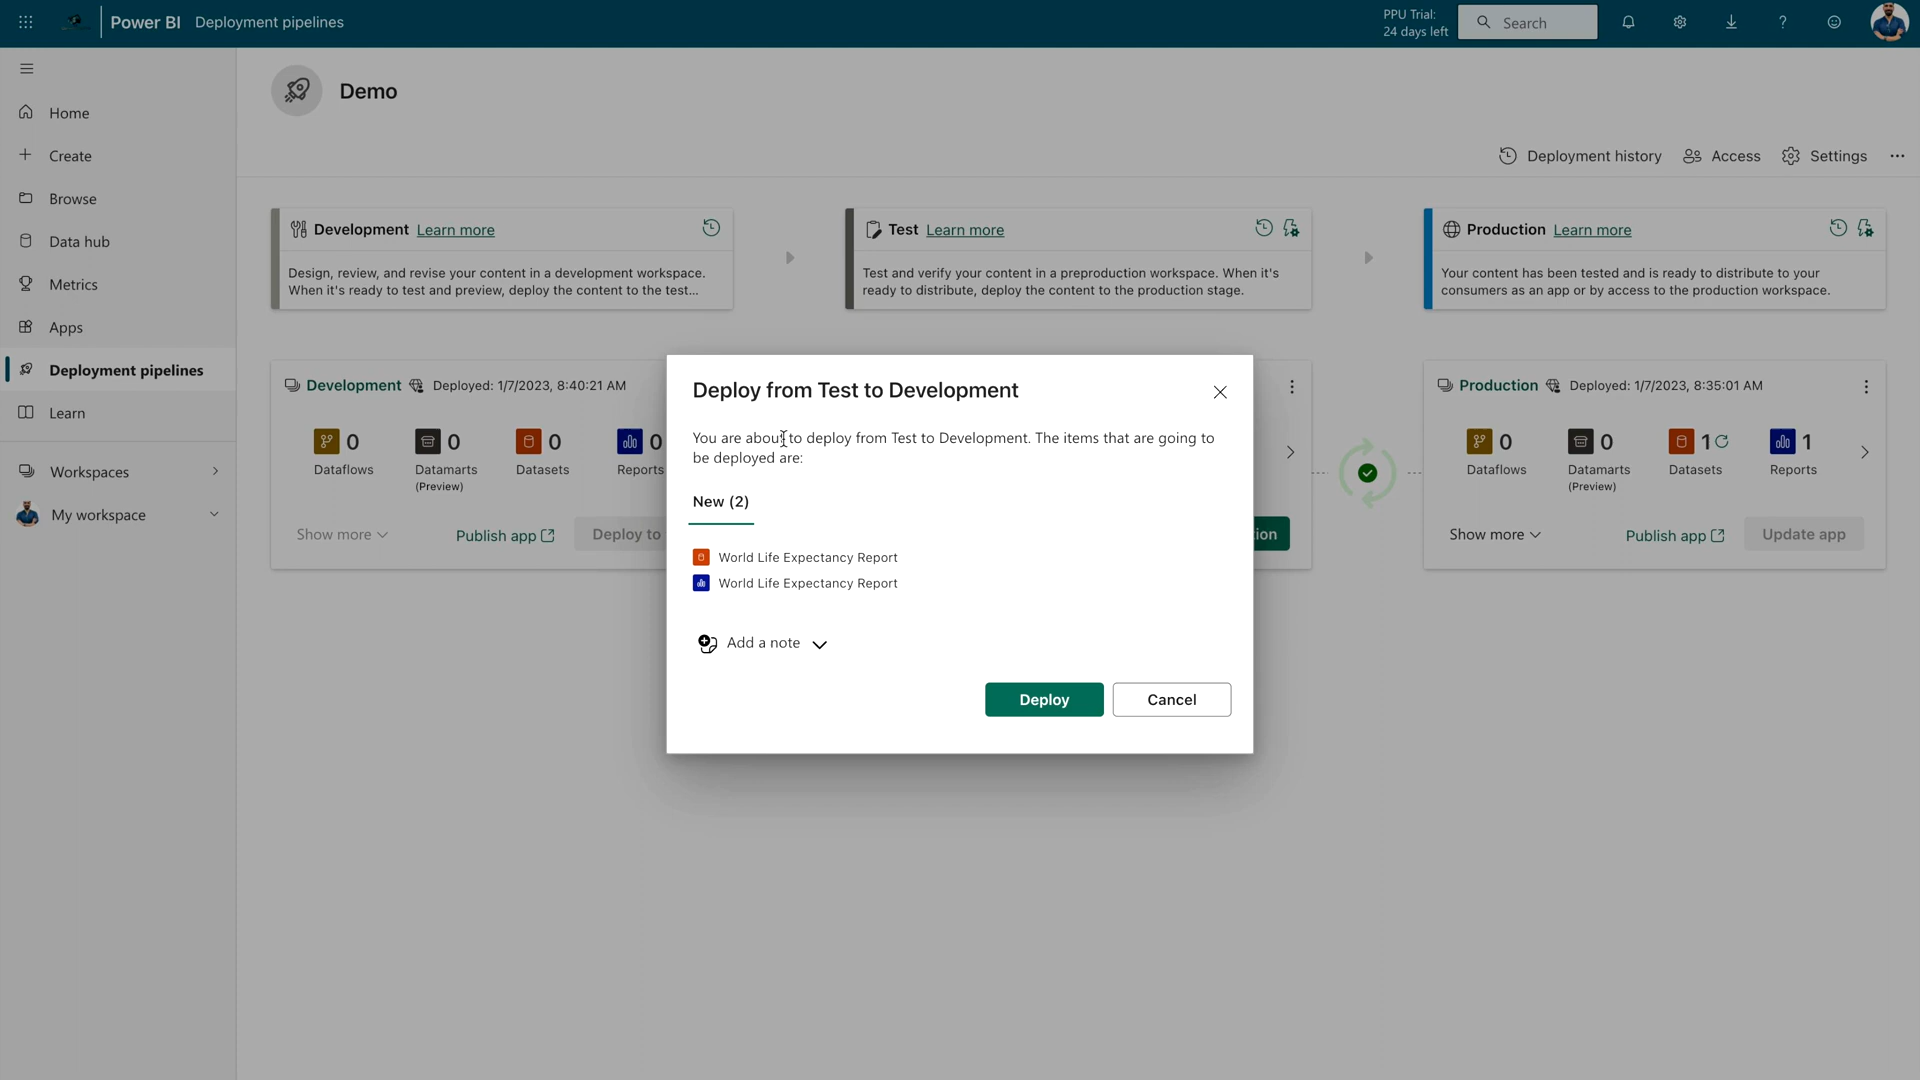 Power BI Deployment pipelines
PPU Trial:
24 days left
Search
Home
Create
Browse
Data hub
Metrics
Apps
Deployment pipelines
Learn
Workspaces
My workspace
Demo
Deployment history Access Settings
Development Learn more
Design, review, and revise your content in a development workspace.
When it's ready to test and preview, deploy the content to the test...
Test Learn more
Test and verify your content in a preproduction workspace. When it's
ready to distribute, deploy the content to the production stage.
Production Learn more
Your content has been tested and is ready to distribute to your
consumers as an app or by access to the production workspace.
Development Deployed: 1/7/2023, 8:40:21 AM
0 0 0 0
Dataflows Datamarts Datasets Reports
(Preview)
Show more Publish app Deploy to
Deploy from Test to Development
You are about to deploy from Test to Development. The items that are going to
be deployed are:
New (2)
World Life Expectancy Report
World Life Expectancy Report
Add a note
Deploy Cancel
ion
Production Deployed: 1/7/2023, 8:35:01 AM
0 0 1 1
Dataflows Datamarts Datasets Reports
(Preview)
Show more Publish app Update app